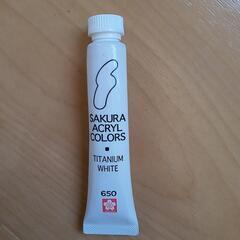 SAKURA
ACRYL
COLORS
TITANIUM
WHITE
650